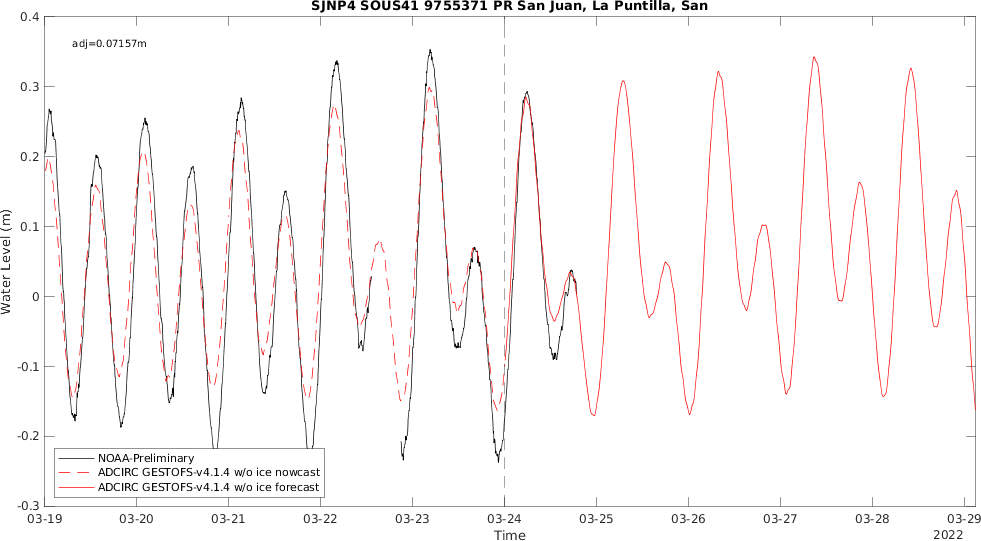 SJNP4 SOUS41 9755371 PR San Juan, La Puntilla, San
adj=0.07157m
0.4
0.3
0.2
0.1
0
-0.1
-0.2
-0.3
Water Level (m)
NOAA-Preliminary
ADCIRC GESTOFS-v4.1.4 w/o ice nowcast
ADCIRC GESTOFS-v4.1.4 w/o ice forecast
03-19 03-20 03-21 03-22 03-23 03-24 03-25 03-26 03-27 03-28 03-29
Time
2022